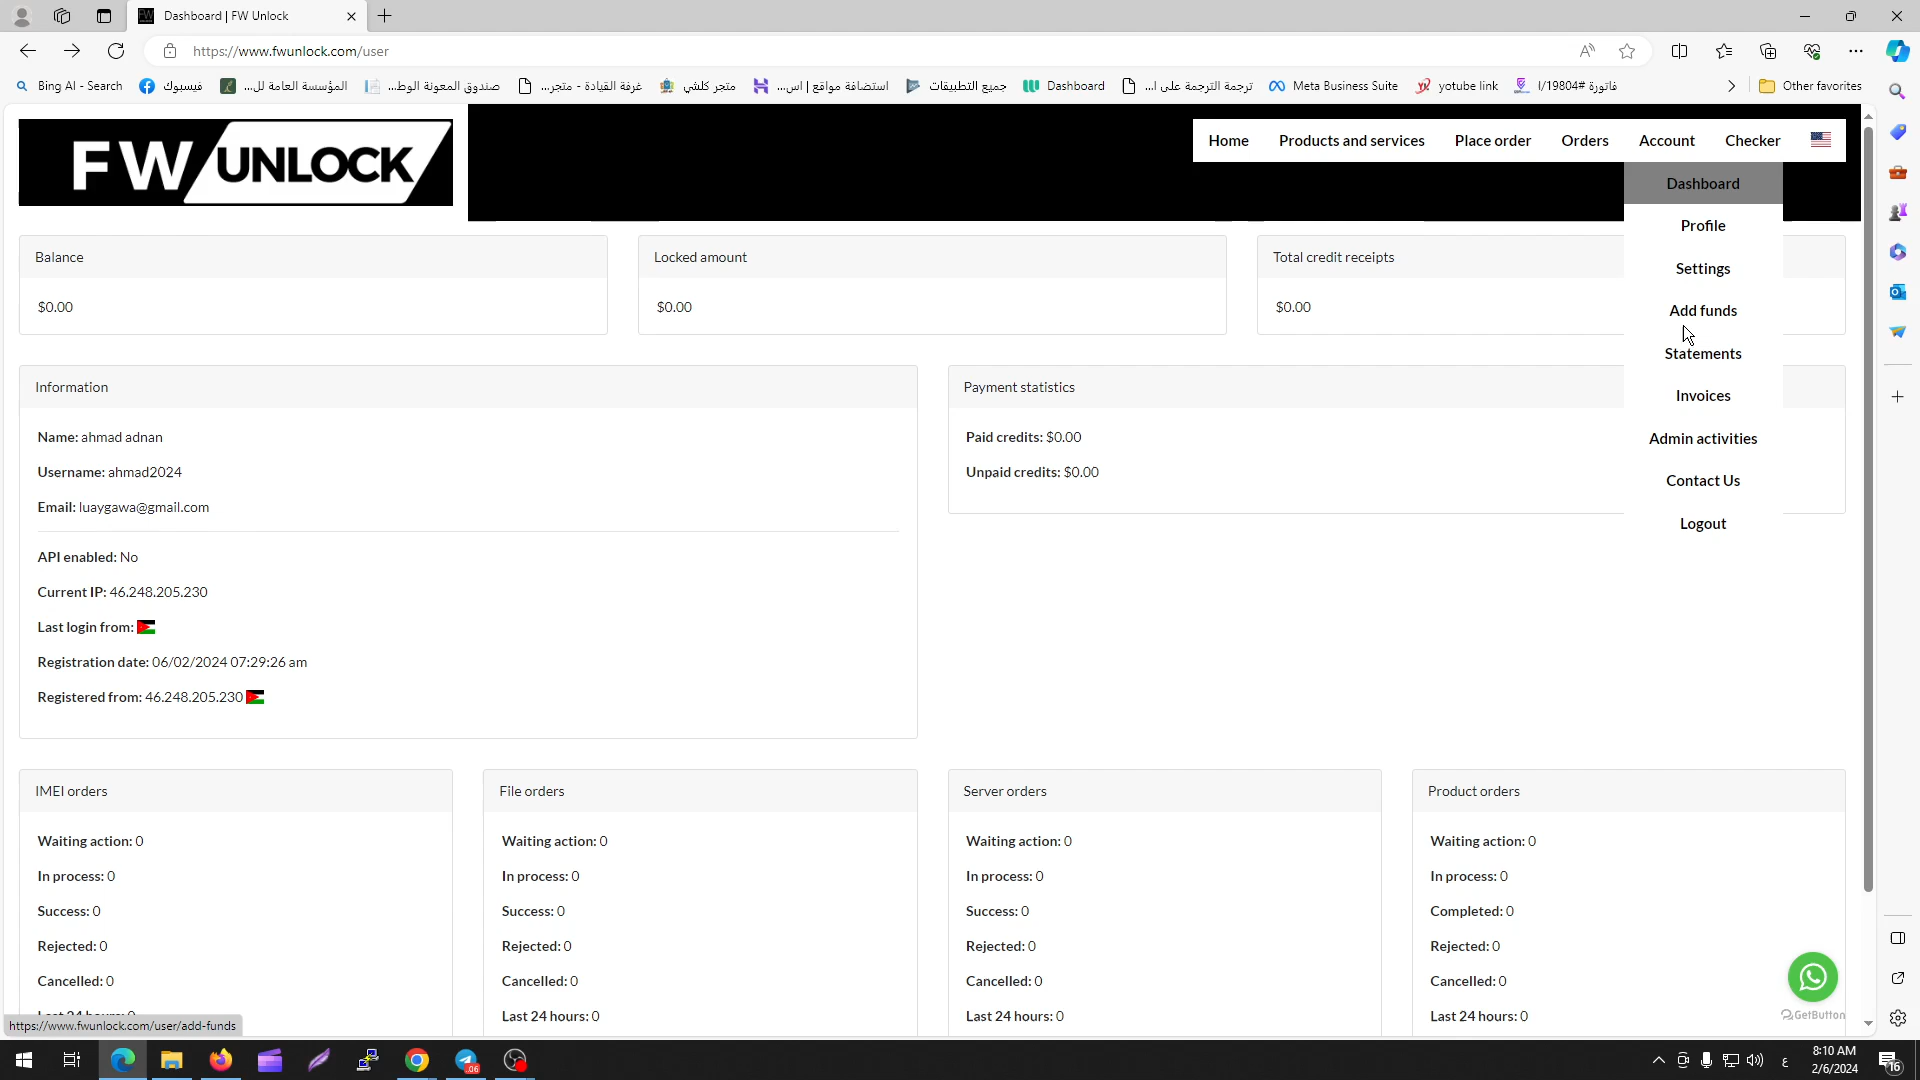 Dashboard | FW Unlock
https://www.fwunlock.com/user
Bing AI - Search
فيسبوك
المؤسسة العامة لل...
صندوق المعونة الوط...
غرفة القيادة - متجر...
متجر كلشي
استضافة مواقع | اس...
جميع التطبيقات
Dashboard
ترجمة الترجمة على ا...
Meta Business Suite
yotube link
فاتورة #19804/ا
Other favorites
FW UNLOCK
Home
Products and services
Place order
Orders
Account
Checker
Dashboard
Profile
Settings
Add funds
Statements
Invoices
Admin activities
Contact Us
Logout
Balance
$0.00
Locked amount
$0.00
Total credit receipts
$0.00
Information
Name: ahmad adnan
Username: ahmad2024
Email: luaygawa@gmail.com
API enabled: No
Current IP: 46.248.205.230
Last login from:
Registration date: 06/02/2024 07:29:26 am
Registered from: 46.248.205.230
Payment statistics
Paid credits: $0.00
Unpaid credits: $0.00
IMEI orders
Waiting action: 0
In process: 0
Success: 0
Rejected: 0
Cancelled: 0
Last 24 hours: 0
File orders
Waiting action: 0
In process: 0
Success: 0
Rejected: 0
Cancelled: 0
Last 24 hours: 0
Server orders
Waiting action: 0
In process: 0
Success: 0
Rejected: 0
Cancelled: 0
Last 24 hours: 0
Product orders
Waiting action: 0
In process: 0
Completed: 0
Rejected: 0
Cancelled: 0
Last 24 hours: 0
GetButton
https://www.fwunlock.com/user/add-funds
.06
ع
8:10 AM
2/6/2024
16